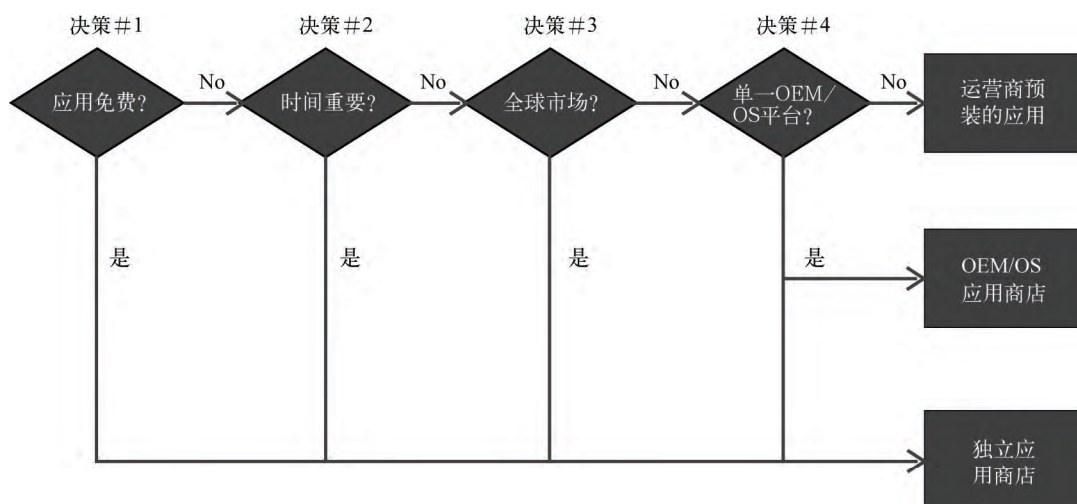 决策#1
决策#2
决策#3
决策#4
应用免费?
No
时间重要?
No
全球市场?
No
单一OEM/
OS平台?
No
运营商预
装的应用
是
是
是
是
OEM/OS
应用商店
独立应
用商店